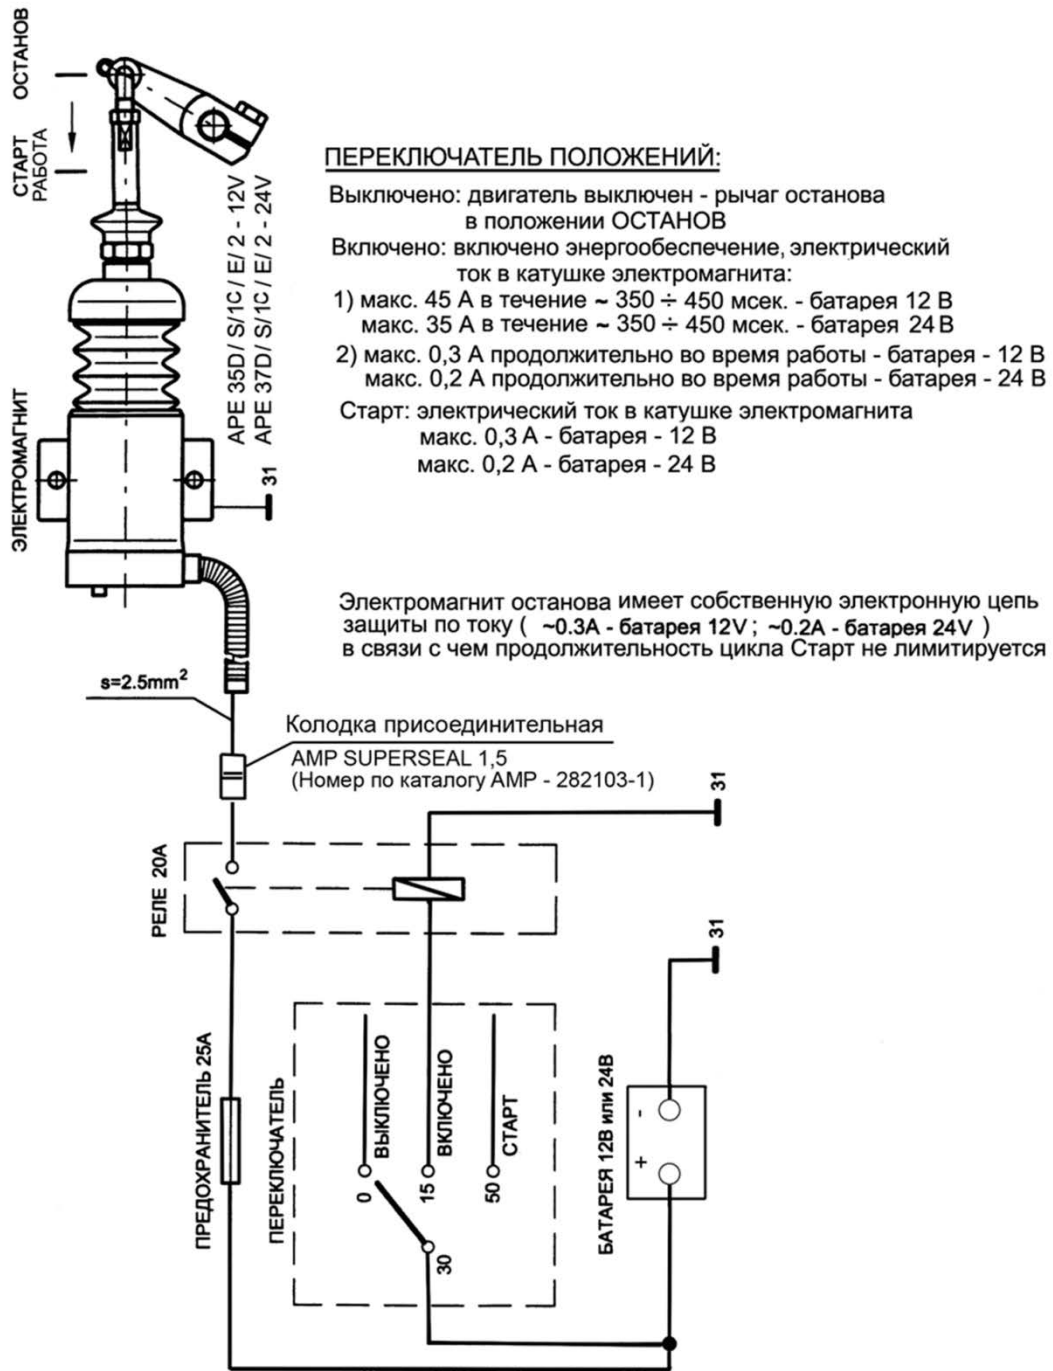 ОСТАНОВ
СТАРТ
РАБОТА
ЭЛЕКТРОМАГНИТ
APE 35D/ S/1C / E/ 2 - 12V
APE 37D/ S/1C / E/ 2 - 24V
31
ПЕРЕКЛЮЧАТЕЛЬ ПОЛОЖЕНИЙ:
Выключено: двигатель выключен - рычаг останова
в положении ОСТАНОВ
Включено: включено энергообеспечение, электрический
ток в катушке электромагнита:
1) макс. 45 А в течение ~ 350 ÷ 450 мсек. - батарея 12 В
макс. 35 А в течение ~ 350 ÷ 450 мсек. - батарея 24 В
2) макс. 0,3 А продолжительно во время работы - батарея - 12 В
макс. 0,2 А продолжительно во время работы - батарея - 24 В
Старт: электрический ток в катушке электромагнита
макс. 0,3 А - батарея - 12 В
макс. 0,2 А - батарея - 24 В
Электромагнит останова имеет собственную электронную цепь
защиты по току ( ~0.3А - батарея 12V ; ~0.2А - батарея 24V )
в связи с чем продолжительность цикла Старт не лимитируется
s=2.5mm²
Колодка присоединительная
AMP SUPERSEAL 1,5
(Номер по каталогу AMP - 282103-1)
31
РЕЛЕ 20А
31
ПРЕДОХРАНИТЕЛЬ 25А
ПЕРЕКЛЮЧАТЕЛЬ
0
ВЫКЛЮЧЕНО
15
ВКЛЮЧЕНО
50
СТАРТ
30
БАТАРЕЯ 12В или 24В
-
+